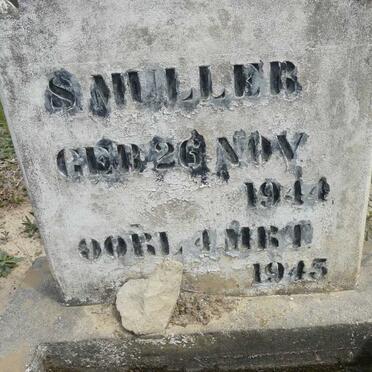 S MULLER
GEB 26 NOV
1944
OORL 4 MRT
1945